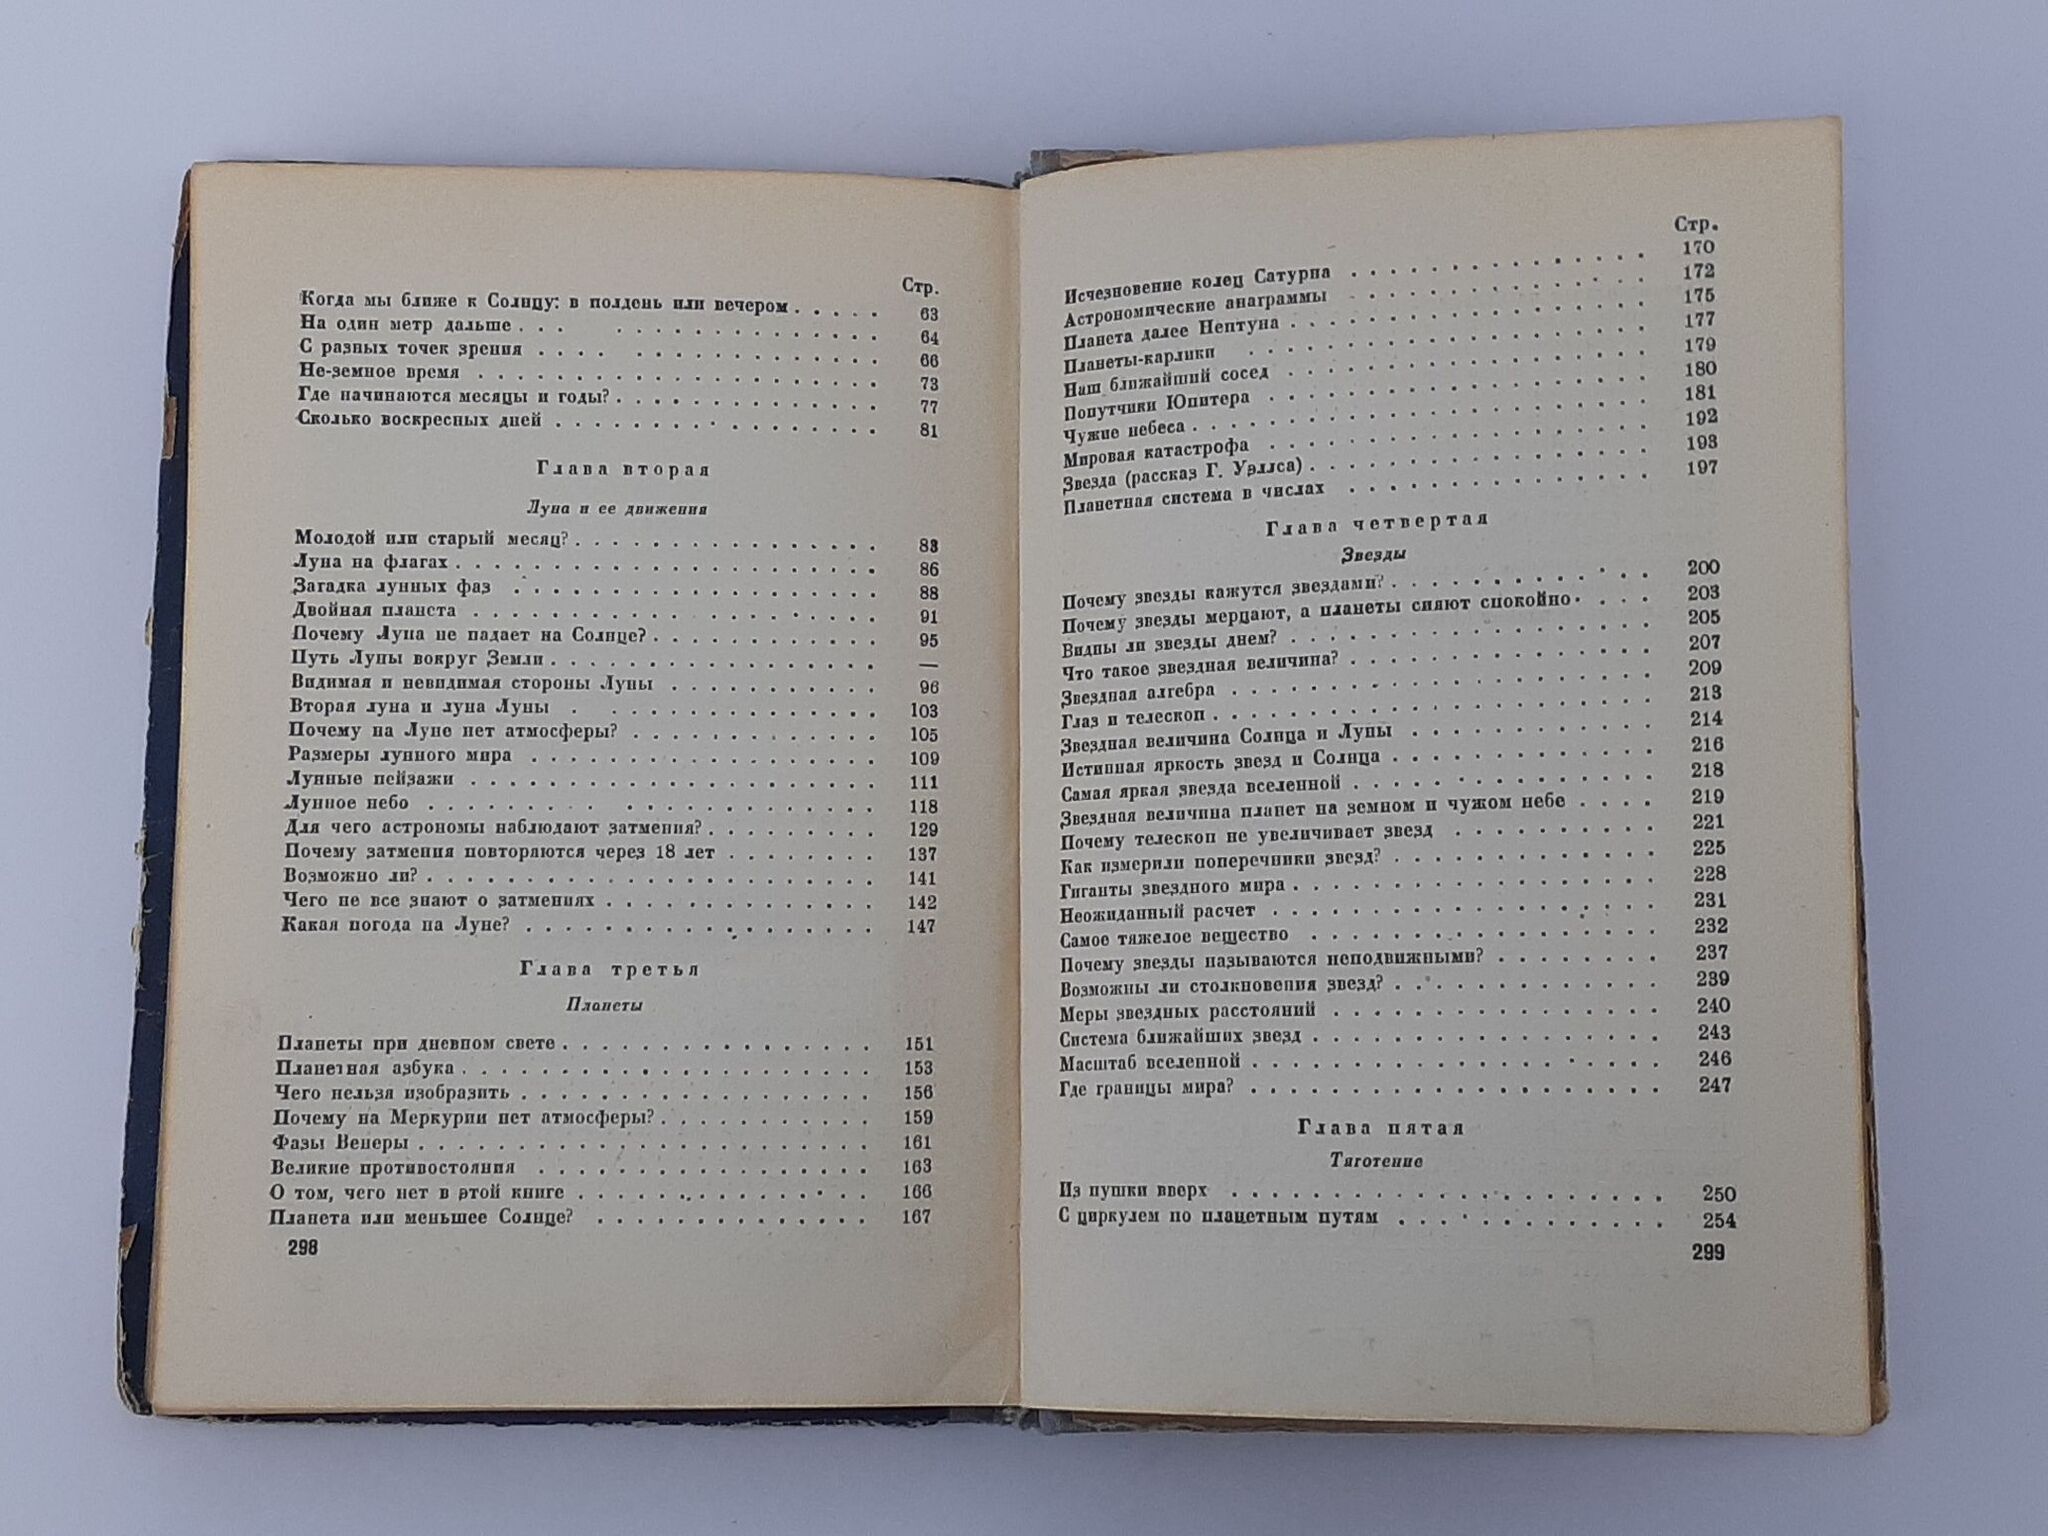 Стр.
Когда мы ближе к Солнцу: в полдень или вечером . . . . . 63
На один метр дальше . . . . . . . . . . . . . 64
С разных точек зрения . . . . . . . . . . . . . . 66
Не-земное время . . . . . . . . . . . . . . . . 73
Где начинаются месяцы и годы? . . . . . . . . . . 77
Сколько воскресных дней . . . . . . . . . . . . . 81
Глава вторая
Луна и ее движения
Молодой или старый месяц? . . . . . . . . . . . . 83
Луна на флагах . . . . . . . . . . . . . . . . 86
Загадка лунных фаз . . . . . . . . . . . . . . 88
Двойная планета . . . . . . . . . . . . . . . . 91
Почему Луна не падает на Солнце? . . . . . . . . . 95
Путь Луны вокруг Земли . . . . . . . . . . . . . —
Видимая и невидимая стороны Луны . . . . . . . . 96
Вторая луна и луна Луны . . . . . . . . . . . 103
Почему на Луне нет атмосферы? . . . . . . . . . . 105
Размеры лунного мира . . . . . . . . . . . . . 109
Лунные пейзажи . . . . . . . . . . . . . . . . 111
Лунное небо . . . . . . . . . . . . . . . . . 118
Для чего астрономы наблюдают затмения? . . . . . . . 129
Почему затмения повторяются через 18 лет . . . . . . 137
Возможно ли? . . . . . . . . . . . . . . . . . 141
Чего не все знают о затмениях . . . . . . . . . . . 142
Какая погода на Луне? . . . . . . . . . . . . . . 147
Глава третья
Планеты
Планеты при дневном свете . . . . . . . . . . . . 151
Планетная азбука . . . . . . . . . . . . . . . . 153
Чего нельзя изобразить . . . . . . . . . . . . . . 156
Почему на Меркурии нет атмосферы? . . . . . . . . 159
Фазы Венеры . . . . . . . . . . . . . . . . . . 161
Великие противостояния . . . . . . . . . . . . . 163
О том, чего нет в этой книге . . . . . . . . . . . 166
Планета или меньшее Солнце? . . . . . . . . . . . 167
298
Стр.
Исчезновение колец Сатурна . . . . . . . . . . . . 170
Астрономические анаграммы . . . . . . . . . . . . 172
Планета далее Нептуна . . . . . . . . . . . . . . 175
Планеты-карлики . . . . . . . . . . . . . . . . 177
Наш ближайший сосед . . . . . . . . . . . . . . 179
Попутчики Юпитера . . . . . . . . . . . . . . . 180
Чужие небеса . . . . . . . . . . . . . . . . . . 181
Мировая катастрофа . . . . . . . . . . . . . . . 192
Звезда (рассказ Г. Уэллса) . . . . . . . . . . . . . 193
Планетная система в числах . . . . . . . . . . . . 197
Глава четвертая
Звезды
Почему звезды кажутся звездами? . . . . . . . . . . 200
Почему звезды мерцают, а планеты сияют спокойно . . . . 203
Видны ли звезды днем? . . . . . . . . . . . . . . 205
Что такое звездная величина? . . . . . . . . . . . . 207
Звездная алгебра . . . . . . . . . . . . . . . . 209
Глаз и телескоп . . . . . . . . . . . . . . . . . 213
Звездная величина Солнца и Луны . . . . . . . . . . 214
Истинная яркость звезд и Солнца . . . . . . . . . . 216
Самая яркая звезда вселенной . . . . . . . . . . . . 218
Звездная величина планет на земном и чужом небе . . . . 219
Почему телескоп не увеличивает звезд . . . . . . . . 221
Как измерили поперечники звезд? . . . . . . . . . . 225
Гиганты звездного мира . . . . . . . . . . . . . . 228
Неожиданный расчет . . . . . . . . . . . . . . . 231
Самое тяжелое вещество . . . . . . . . . . . . . 232
Почему звезды называются неподвижными? . . . . . . 237
Возможны ли столкновения звезд? . . . . . . . . . . 239
Меры звездных расстояний . . . . . . . . . . . . . 240
Система ближайших звезд . . . . . . . . . . . . . 243
Масштаб вселенной . . . . . . . . . . . . . . . . 246
Где границы мира? . . . . . . . . . . . . . . . . 247
Глава пятая
Тяготение
Из пушки вверх . . . . . . . . . . . . . . . . . 250
С циркулем по планетным путям . . . . . . . . . . 254
299